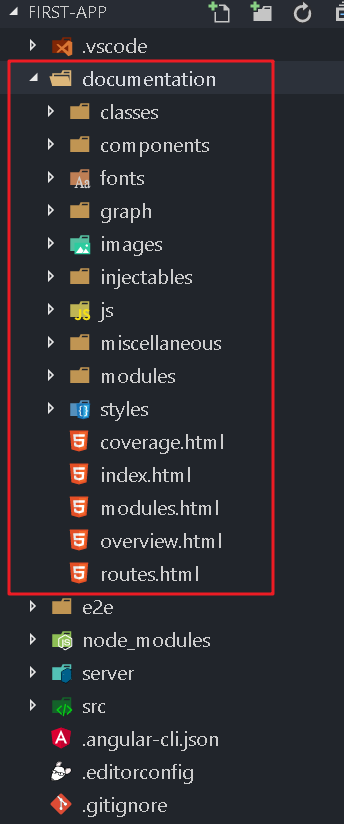 FIRST-APP
.vscode
documentation
classes
components
fonts
graph
images
injectables
js
miscellaneous
modules
styles
coverage.html
index.html
modules.html
overview.html
routes.html
e2e
node_modules
server
src
.angular-cli.json
.editorconfig
.gitignore